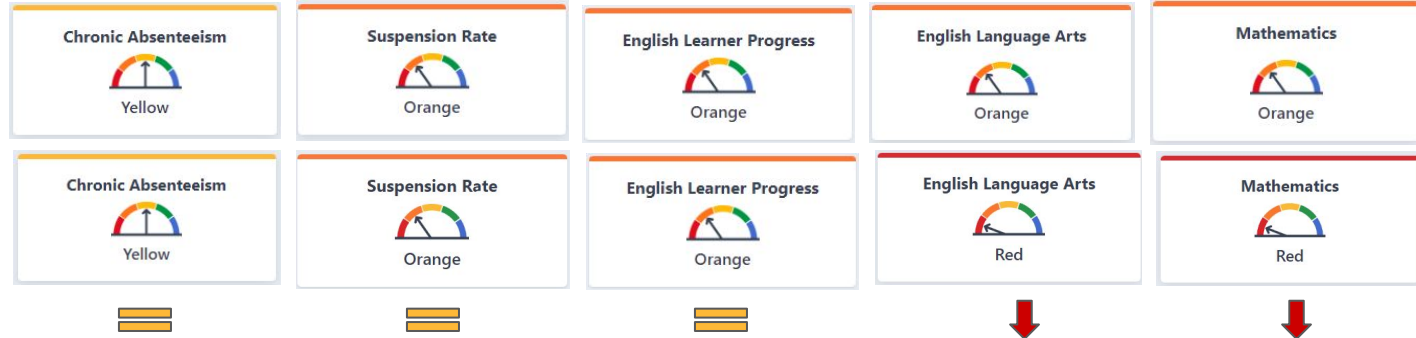 Chronic Absenteeism
Yellow
Suspension Rate
Orange
English Learner Progress
Orange
English Language Arts
Orange
Mathematics
Orange
Chronic Absenteeism
Yellow
Suspension Rate
Orange
English Learner Progress
Orange
English Language Arts
Red
Mathematics
Red